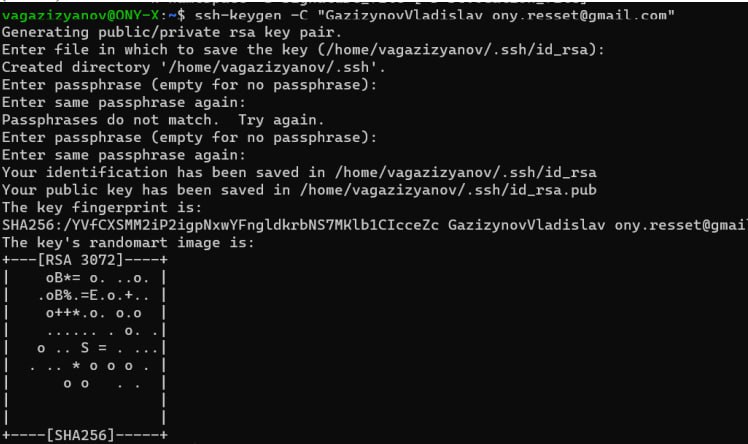 vagazizyanov@ONY-X:~$ ssh-keygen -C "GazizynovVladislav ony.resset@gmail.com"
Generating public/private rsa key pair.
Enter file in which to save the key (/home/vagazizyanov/.ssh/id_rsa):
Created directory '/home/vagazizyanov/.ssh'.
Enter passphrase (empty for no passphrase):
Enter same passphrase again:
Passphrases do not match.  Try again.
Enter passphrase (empty for no passphrase):
Enter same passphrase again:
Your identification has been saved in /home/vagazizyanov/.ssh/id_rsa
Your public key has been saved in /home/vagazizyanov/.ssh/id_rsa.pub
The key fingerprint is:
SHA256:/YVfCXSMM2iP2igpNxwYFngldkrbNS7MKlb1CIcceZc GazizynovVladislav ony.resset@gmail
The key's randomart image is:
+---[RSA 3072]----+
|    oB*= o. ..o. |
|   .oB%.=E.o.+.. |
|    o++*.o. o.o  |
|    ...... . o. .|
|   o .. S = . ...|
|  . .. * o o o . |
|      o o   . .  |
|                 |
|                 |
+----[SHA256]-----+